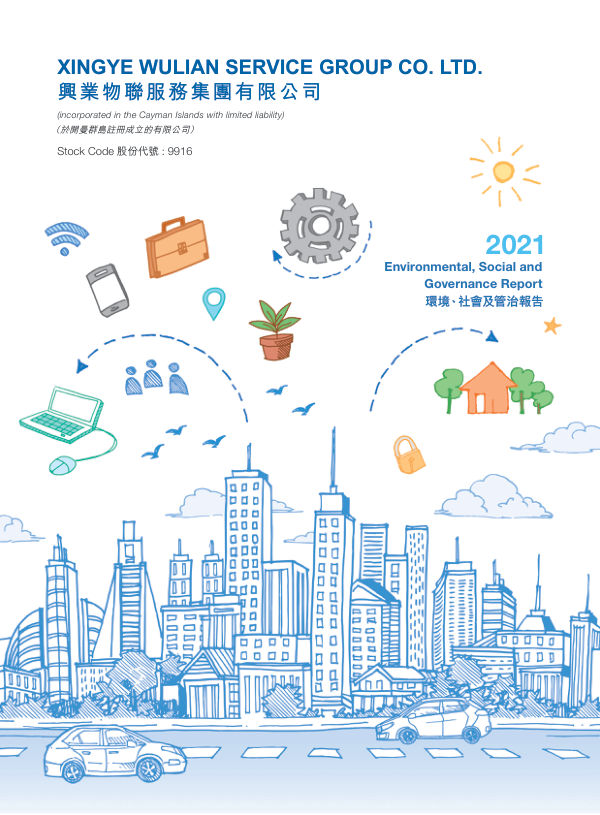 XINGYE WULIAN SERVICE GROUP CO. LTD.
興業物聯服務集團有限公司
(incorporated in the Cayman Islands with limited liability)
（於開曼群島註冊成立的有限公司）
Stock Code 股份代號 : 9916
2021
Environmental, Social and
Governance Report
環境、社會及管治報告